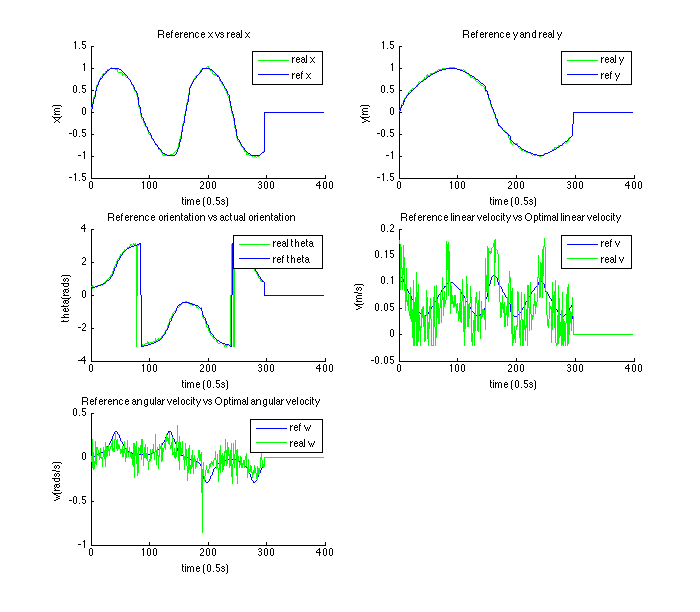 Reference x vs real x
1.5
1
0.5
0
-0.5
-1
-1.5
x(m)
real x
ref x
0
100
200
300
400
time (0.5s)
Reference y and real y
1.5
1
0.5
0
-0.5
-1
-1.5
y(m)
real y
ref y
0
100
200
300
400
time (0.5s)
Reference orientation vs actual orientation
4
2
0
-2
-4
theta(rads)
real theta
ref theta
0
100
200
300
400
time (0.5s)
Reference linear velocity vs Optimal linear velocity
0.2
0.15
0.1
0.05
0
-0.05
v(m/s)
ref v
real v
0
100
200
300
400
time (0.5s)
Reference angular velocity vs Optimal angular velocity
0.5
0
-0.5
-1
w(rads/s)
ref w
real w
0
100
200
300
400
time (0.5s)